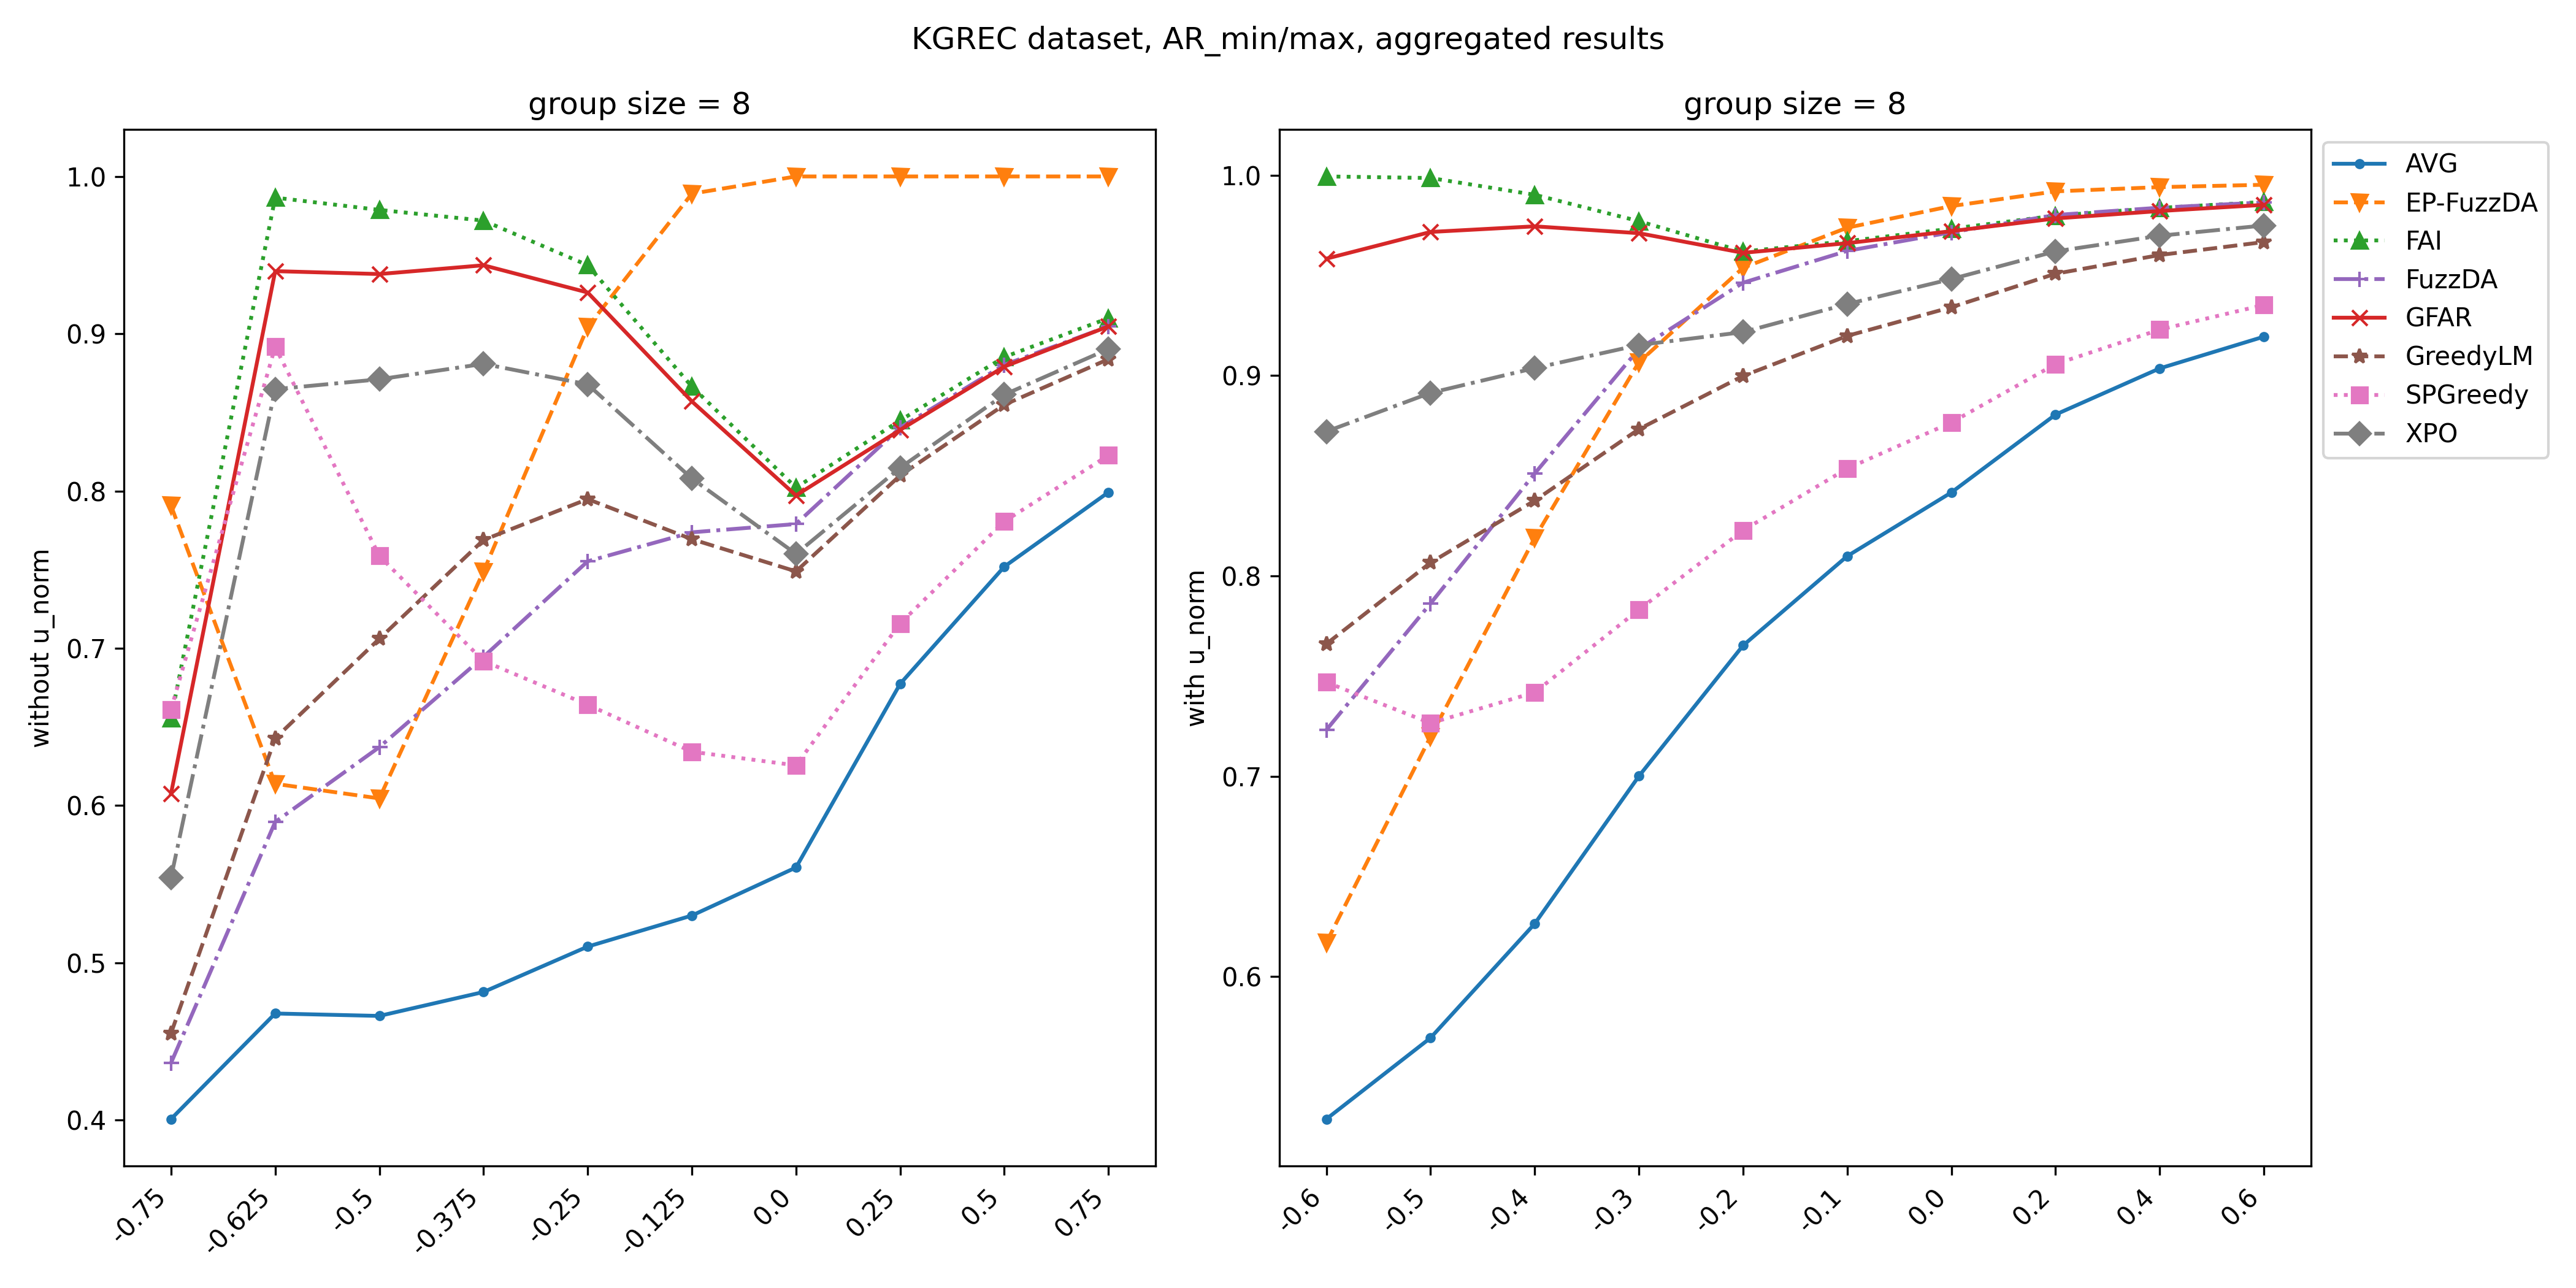 KGREC dataset, AR_min/max, aggregated results
group size = 8
without u_norm
1.0
0.9
0.8
0.7
0.6
0.5
0.4
-0.75
-0.625
-0.5
-0.375
-0.25
-0.125
0.0
0.25
0.5
0.75
group size = 8
with u_norm
1.0
0.9
0.8
0.7
0.6
-0.6
-0.5
-0.4
-0.3
-0.2
-0.1
0.0
0.2
0.4
0.6
AVG
EP-FuzzDA
FAI
FuzzDA
GFAR
GreedyLM
SPGreedy
XPO